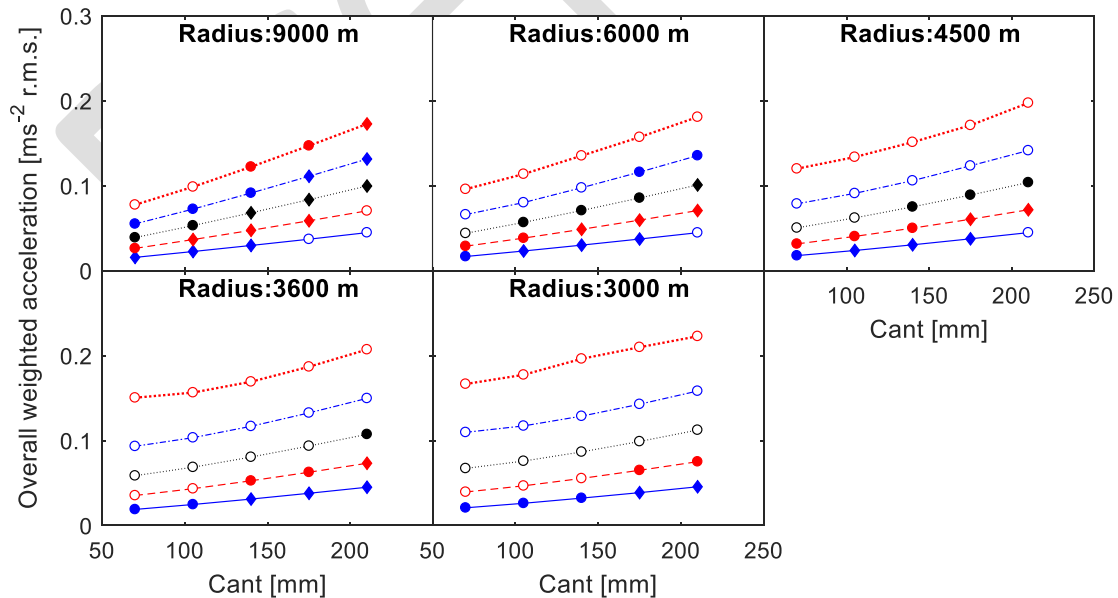 Overall weighted acceleration [ms⁻² r.m.s.]
0.3
0.2
0.1
0
Radius:9000 m
Radius:6000 m
Radius:4500 m
100 150 200 250
Cant [mm]
0.2
0.1
0
Radius:3600 m
Radius:3000 m
50 100 150 200 50 100 150 200 250
Cant [mm] Cant [mm]